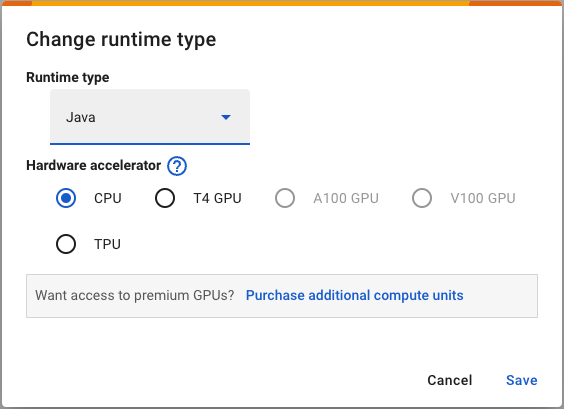 Change runtime type
Runtime type
Java
Hardware accelerator ?
CPU T4 GPU A100 GPU V100 GPU
TPU
Want access to premium GPUs? Purchase additional compute units
Cancel Save